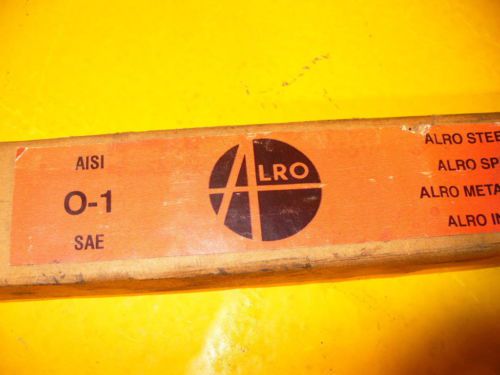 AISI
O-1
SAE
ALRO
ALRO STEE
ALRO SP
ALRO META
ALRO IN